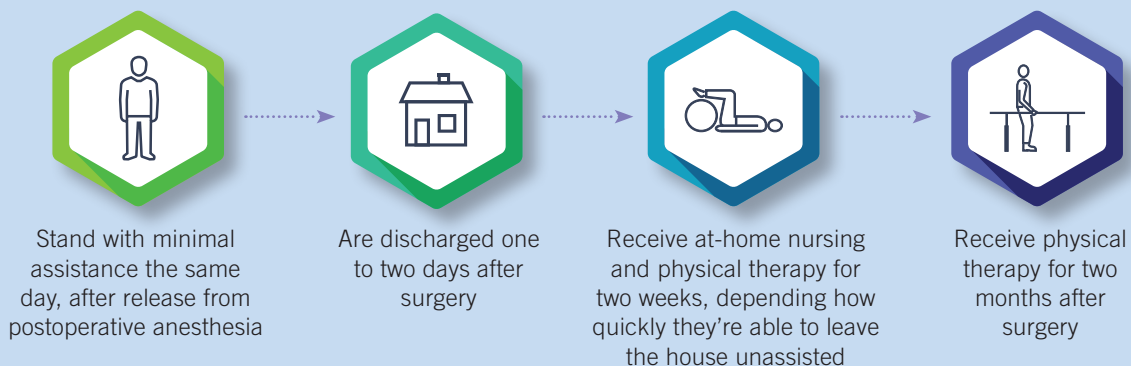 Stand with minimal
assistance the same
day, after release from
postoperative anesthesia
Are discharged one
to two days after
surgery
Receive at-home nursing
and physical therapy for
two weeks, depending how
quickly they're able to leave
the house unassisted
Receive physical
therapy for two
months after
surgery